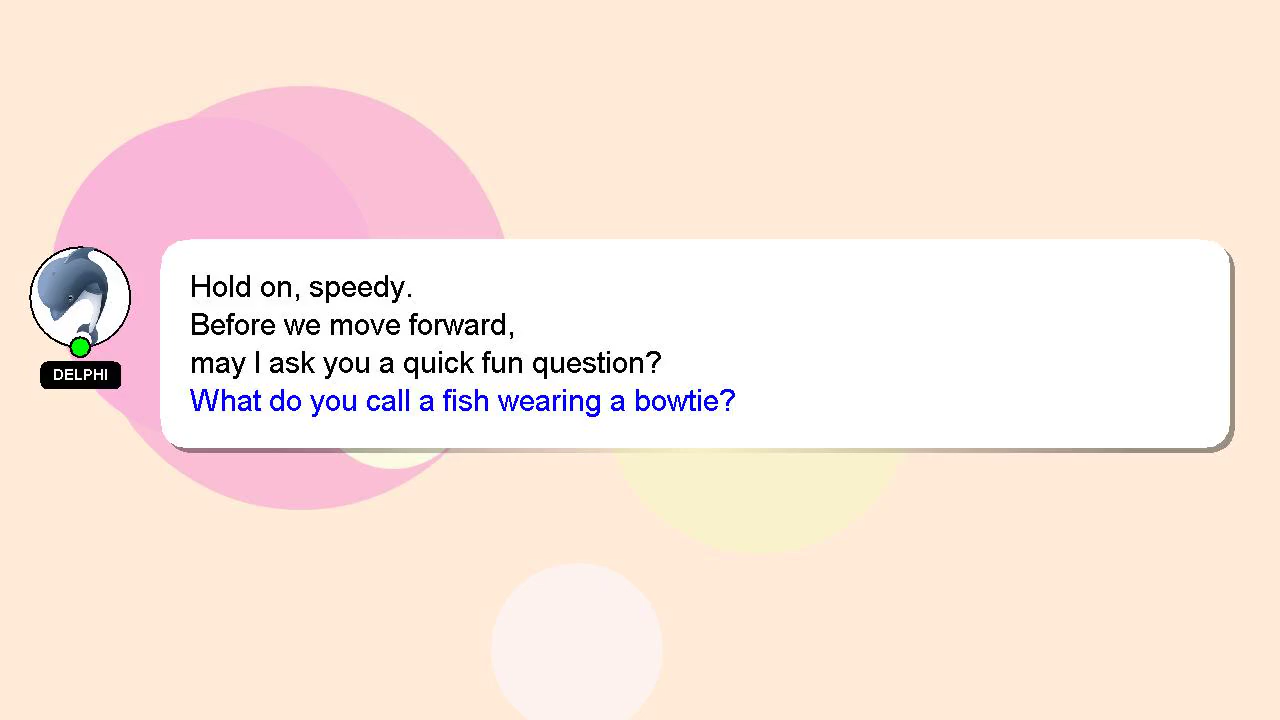 Hold on, speedy.
Before we move forward,
may I ask you a quick fun question?
What do you call a fish wearing a bowtie?
DELPHI